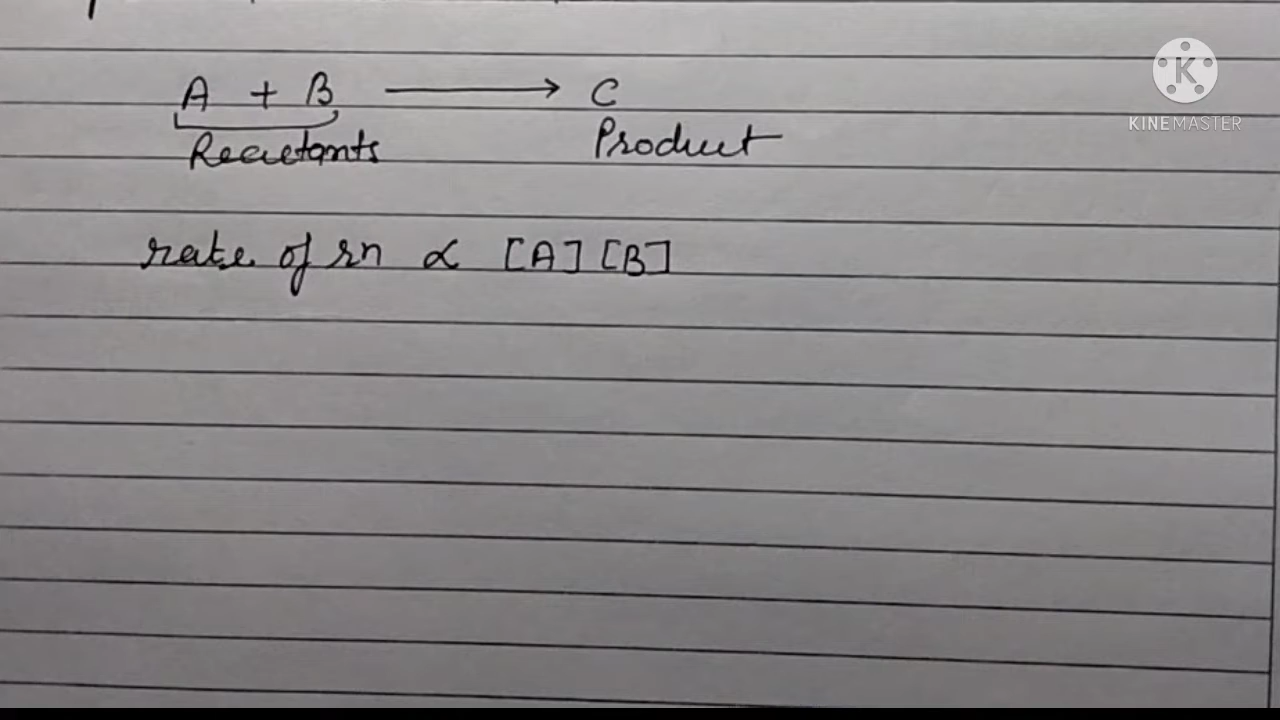 A + B ⟶ C
Reactants Product
rate of rn ∝ [A] [B]
KINEMASTER